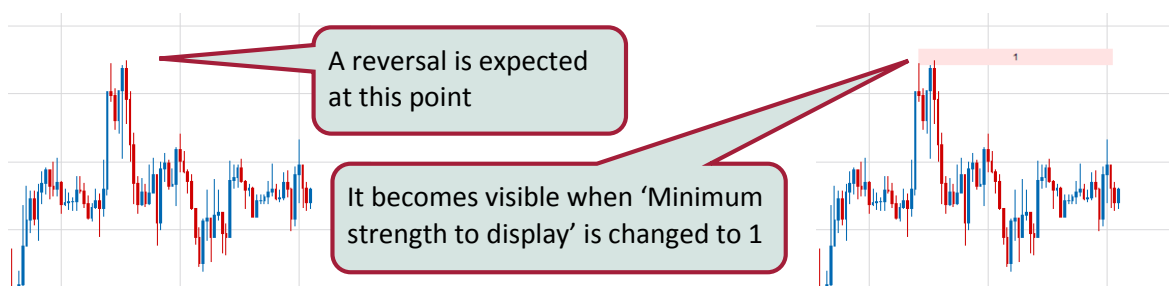 A reversal is expected
at this point
1
It becomes visible when ‘Minimum
strength to display’ is changed to 1